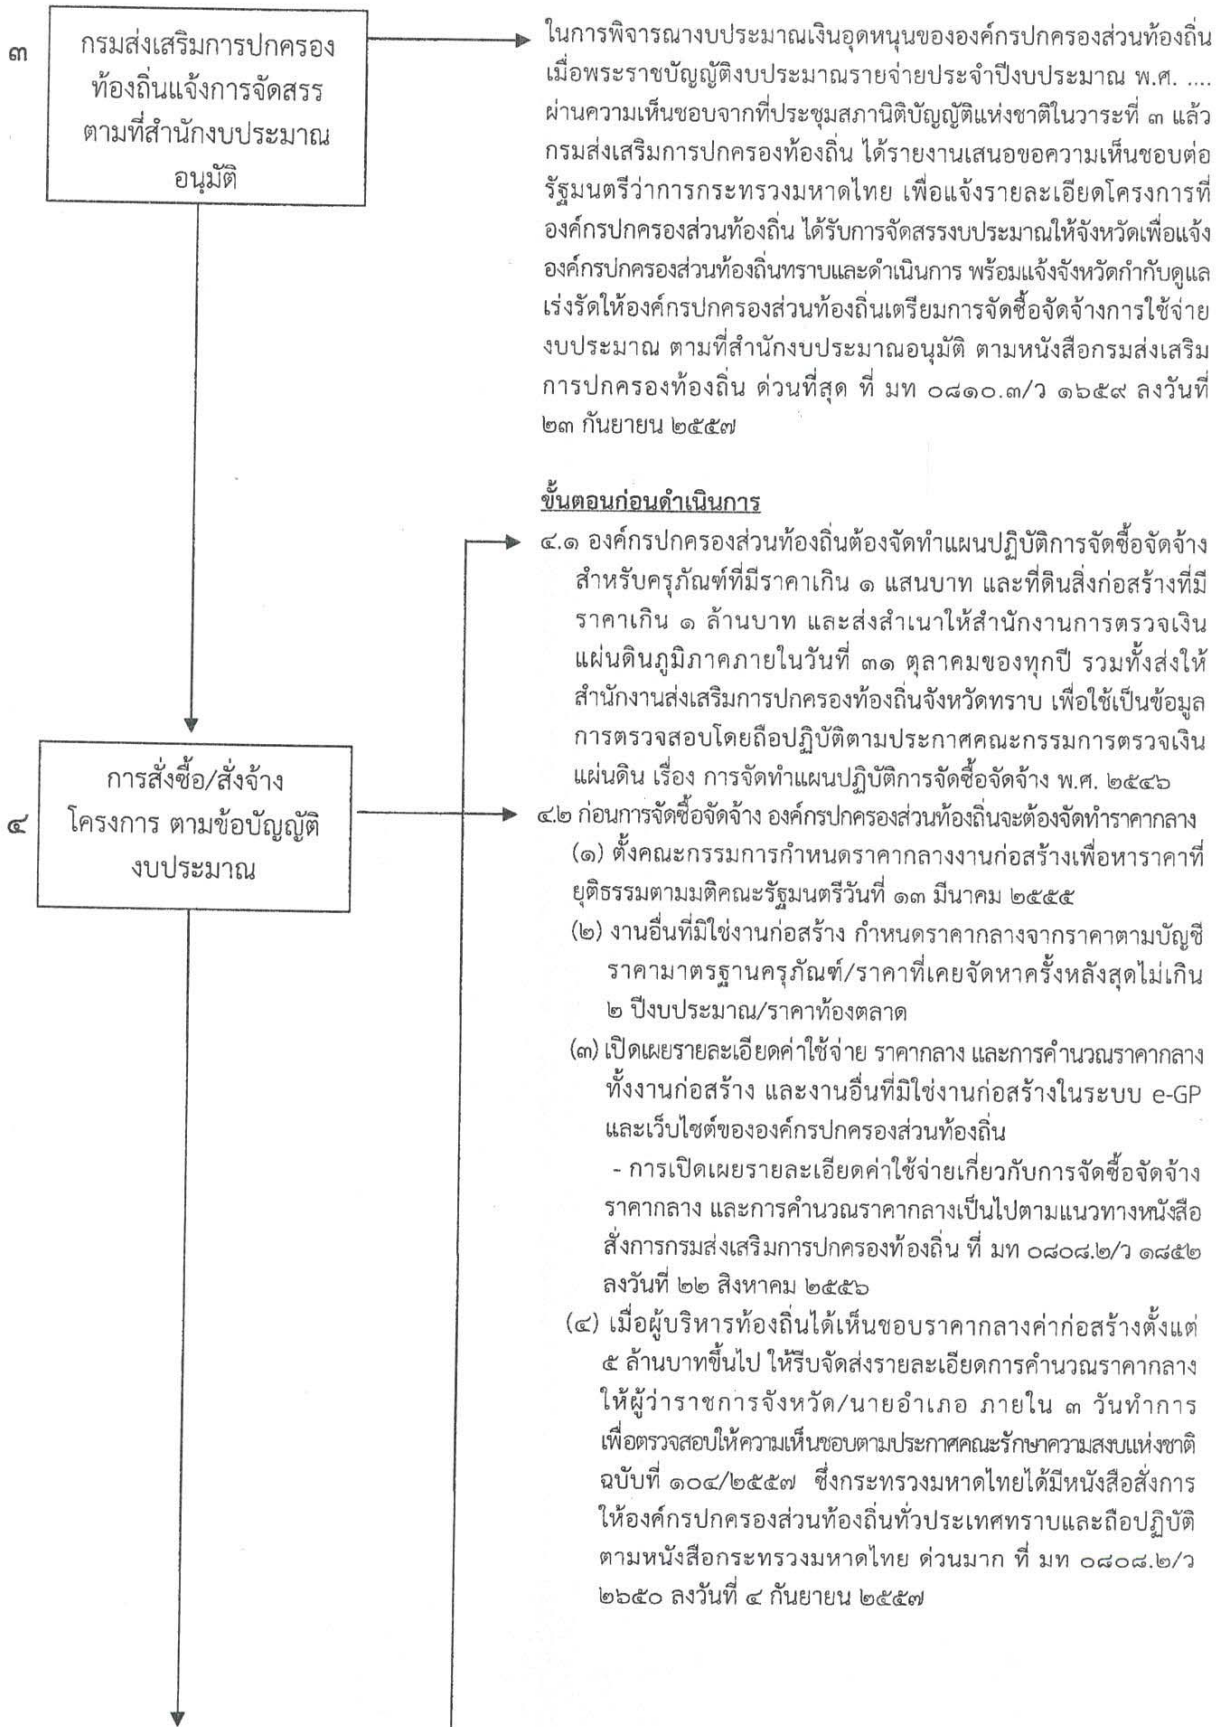 ๓
กรมส่งเสริมการปกครอง
ท้องถิ่นแจ้งการจัดสรร
ตามที่สำนักงบประมาณ
อนุมัติ
ในการพิจารณางบประมาณเงินอุดหนุนขององค์กรปกครองส่วนท้องถิ่น
เมื่อพระราชบัญญัติงบประมาณรายจ่ายประจำปีงบประมาณ พ.ศ. ....
ผ่านความเห็นชอบจากที่ประชุมสภานิติบัญญัติแห่งชาติในวาระที่ ๓ แล้ว
กรมส่งเสริมการปกครองท้องถิ่น ได้รายงานเสนอขอความเห็นชอบต่อ
รัฐมนตรีว่าการกระทรวงมหาดไทย เพื่อแจ้งรายละเอียดโครงการที่
องค์กรปกครองส่วนท้องถิ่น ได้รับการจัดสรรงบประมาณให้จังหวัดเพื่อแจ้ง
องค์กรปกครองส่วนท้องถิ่นทราบและดำเนินการ พร้อมแจ้งจังหวัดกำกับดูแล
เร่งรัดให้องค์กรปกครองส่วนท้องถิ่นเตรียมการจัดซื้อจัดจ้างการใช้จ่าย
งบประมาณ ตามที่สำนักงบประมาณอนุมัติ ตามหนังสือกรมส่งเสริม
การปกครองท้องถิ่น ด่วนที่สุด ที่ มท ๐๘๑๐.๓/ว ๑๖๕๙ ลงวันที่
๒๓ กันยายน ๒๕๕๗
ขั้นตอนก่อนดำเนินการ
๔.๑ องค์กรปกครองส่วนท้องถิ่นต้องจัดทำแผนปฏิบัติการจัดซื้อจัดจ้าง
สำหรับครุภัณฑ์ที่มีราคาเกิน ๑ แสนบาท และที่ดินสิ่งก่อสร้างที่มี
ราคาเกิน ๑ ล้านบาท และส่งสำเนาให้สำนักงานการตรวจเงิน
แผ่นดินภูมิภาคภายในวันที่ ๓๑ ตุลาคมของทุกปี รวมทั้งส่งให้
สำนักงานส่งเสริมการปกครองท้องถิ่นจังหวัดทราบ เพื่อใช้เป็นข้อมูล
การตรวจสอบโดยถือปฏิบัติตามประกาศคณะกรรมการตรวจเงิน
แผ่นดิน เรื่อง การจัดทำแผนปฏิบัติการจัดซื้อจัดจ้าง พ.ศ. ๒๕๔๖
๔
การสั่งซื้อ/สั่งจ้าง
โครงการ ตามข้อบัญญัติ
งบประมาณ
๔.๒ ก่อนการจัดซื้อจัดจ้าง องค์กรปกครองส่วนท้องถิ่นจะต้องจัดทำราคากลาง
(๑) ตั้งคณะกรรมการกำหนดราคากลางงานก่อสร้างเพื่อหาราคาที่
ยุติธรรมตามมติคณะรัฐมนตรีวันที่ ๑๓ มีนาคม ๒๕๕๕
(๒) งานอื่นที่มิใช่งานก่อสร้าง กำหนดราคากลางจากราคาตามบัญชี
ราคามาตรฐานครุภัณฑ์/ราคาที่เคยจัดหาครั้งหลังสุดไม่เกิน
๒ ปีงบประมาณ/ราคาท้องตลาด
(๓) เปิดเผยรายละเอียดค่าใช้จ่าย ราคากลาง และการคำนวณราคากลาง
ทั้งงานก่อสร้าง และงานอื่นที่มิใช่งานก่อสร้างในระบบ e-GP
และเว็บไซต์ขององค์กรปกครองส่วนท้องถิ่น
- การเปิดเผยรายละเอียดค่าใช้จ่ายเกี่ยวกับการจัดซื้อจัดจ้าง
ราคากลาง และการคำนวณราคากลางเป็นไปตามแนวทางหนังสือ
สั่งการกรมส่งเสริมการปกครองท้องถิ่น ที่ มท ๐๘๐๘.๒/ว ๑๘๕๒
ลงวันที่ ๒๒ สิงหาคม ๒๕๕๖
(๔) เมื่อผู้บริหารท้องถิ่นได้เห็นชอบราคากลางค่าก่อสร้างตั้งแต่
๕ ล้านบาทขึ้นไป ให้รีบจัดส่งรายละเอียดการคำนวณราคากลาง
ให้ผู้ว่าราชการจังหวัด/นายอำเภอ ภายใน ๓ วันทำการ
เพื่อตรวจสอบให้ความเห็นชอบตามประกาศคณะรักษาความสงบแห่งชาติ
ฉบับที่ ๑๐๔/๒๕๕๗ ซึ่งกระทรวงมหาดไทยได้มีหนังสือสั่งการ
ให้องค์กรปกครองส่วนท้องถิ่นทั่วประเทศทราบและถือปฏิบัติ
ตามหนังสือกระทรวงมหาดไทย ด่วนมาก ที่ มท ๐๘๐๘.๒/ว
๒๖๕๐ ลงวันที่ ๔ กันยายน ๒๕๕๗